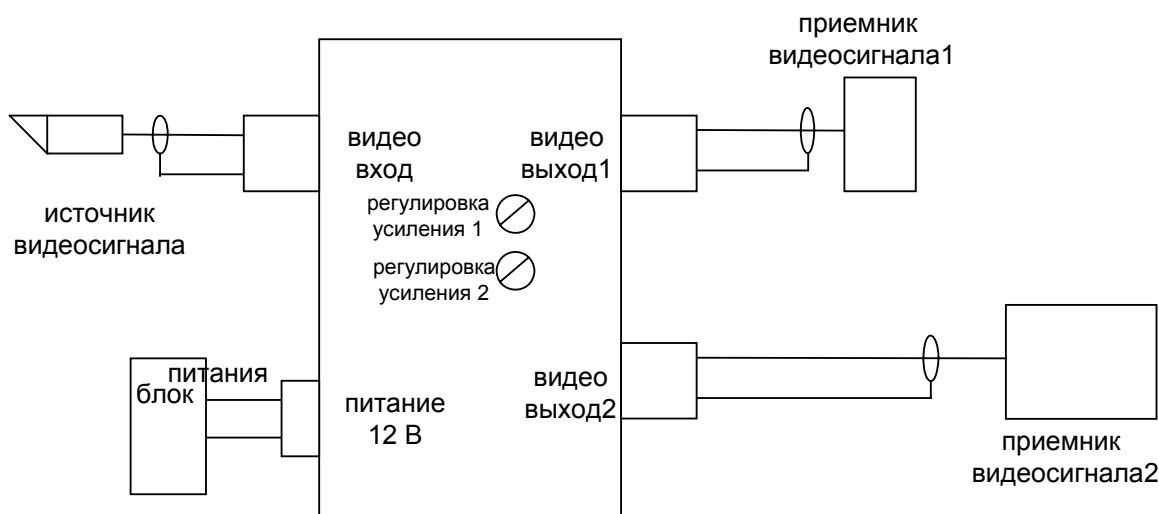 приемник
видеосигнала1
видео
вход
видео
выход1
источник
видеосигнала
регулировка
усиления 1
регулировка
усиления 2
питания
блок
питание
12 В
видео
выход2
приемник
видеосигнала2